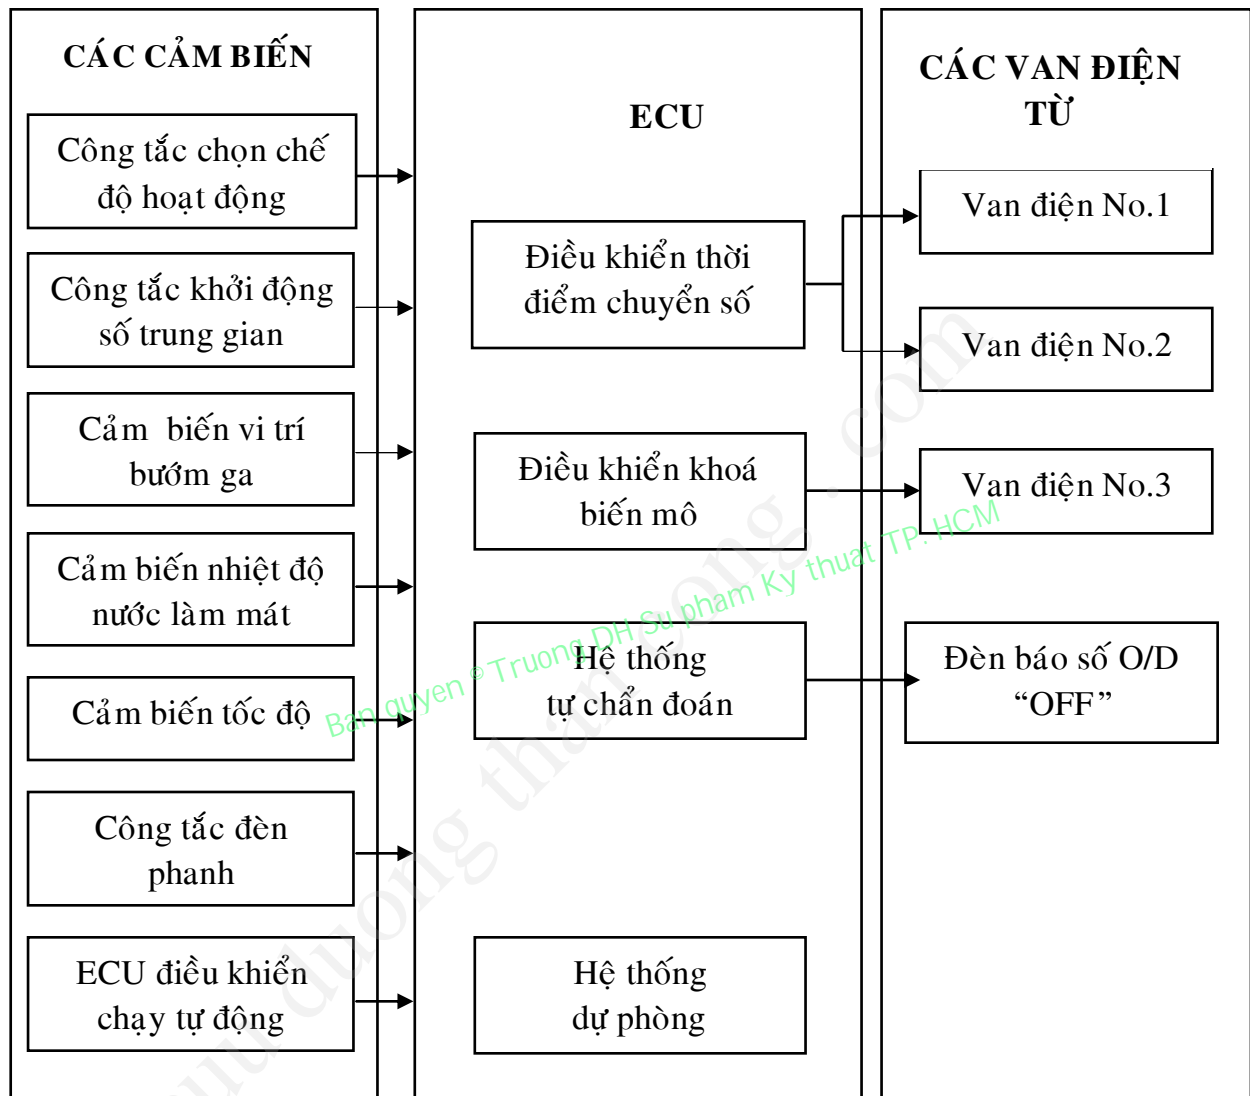 CÁC CẢM BIẾN
Công tắc chọn chế
độ hoạt động
Công tắc khởi động
số trung gian
Cảm biến vi trí
bướm ga
Cảm biến nhiệt độ
nước làm mát
Cảm biến tốc độ
Công tắc đèn
phanh
ECU điều khiển
chạy tự động
ECU
Điều khiển thời
điểm chuyển số
Điều khiển khoá
biến mô
Hệ thống
tự chẩn đoán
Hệ thống
dự phòng
CÁC VAN ĐIỆN
TỪ
Van điện No.1
Van điện No.2
Van điện No.3
Đèn báo số O/D
“OFF”
Ban quyen © Truong DH Su pham Ky thuat TP. HCM
duong than cong . com